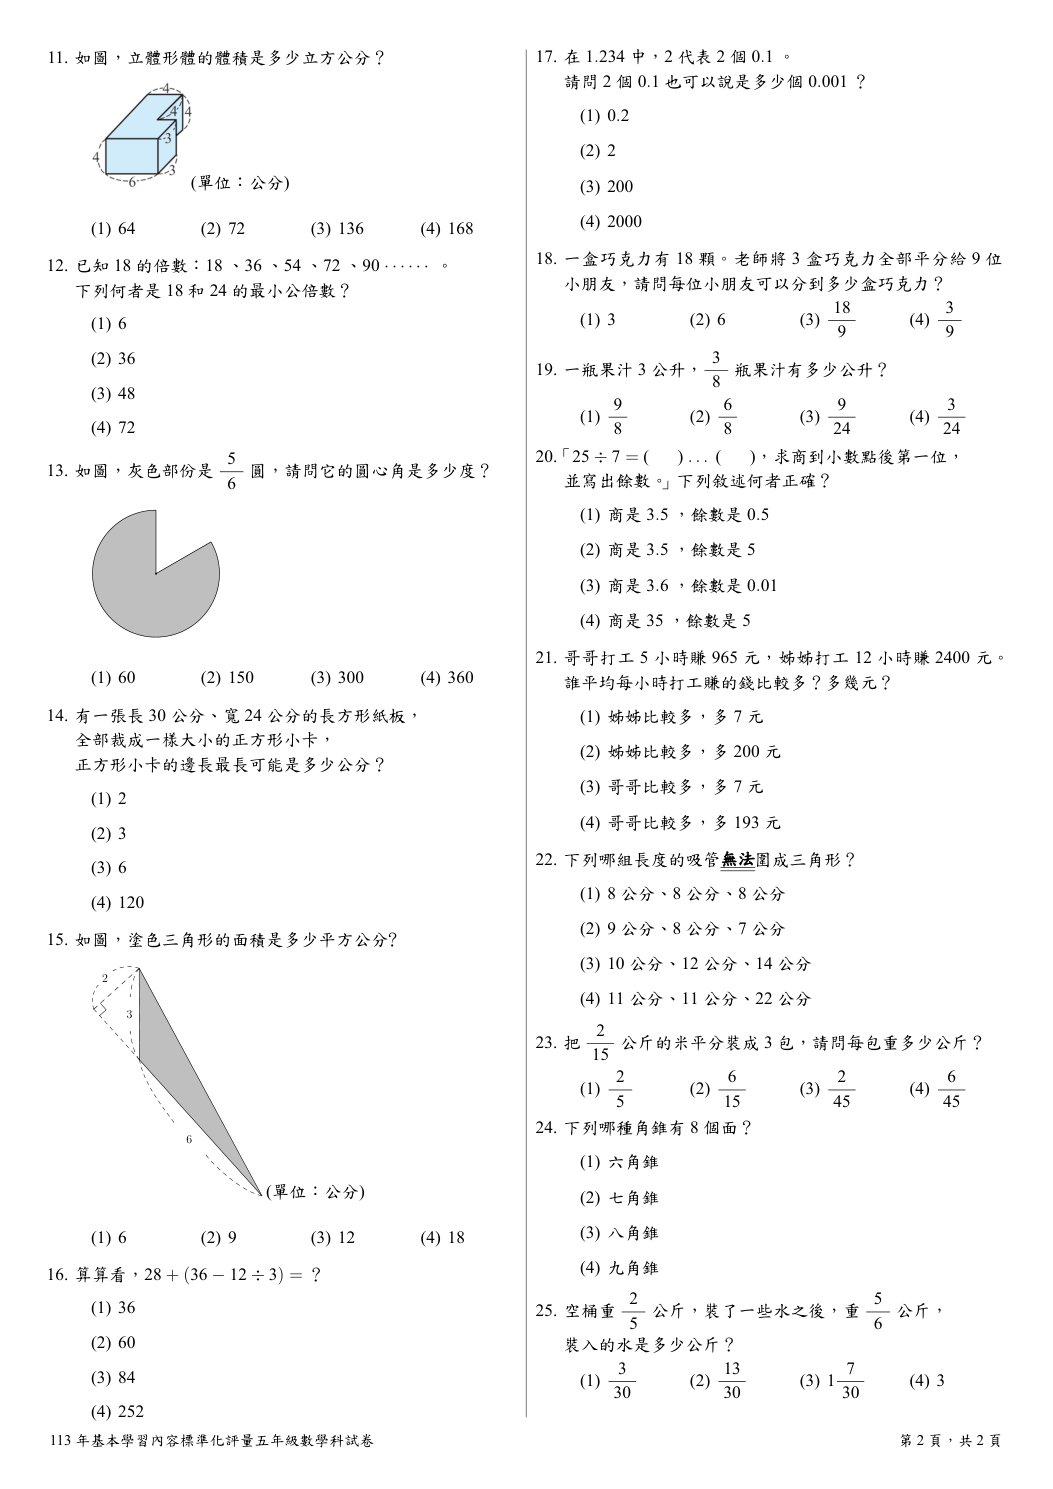 11. 如圖，立體形體的體積是多少立方公分？
4
4
4
3
4
3
6
(單位：公分)
(1) 64 (2) 72 (3) 136 (4) 168
12. 已知 18 的倍數：18、36、54、72、90⋯⋯。
下列何者是 18 和 24 的最小公倍數？
(1) 6
(2) 36
(3) 48
(4) 72
13. 如圖，灰色部份是 5/6 圓，請問它的圓心角是多少度？
(1) 60 (2) 150 (3) 300 (4) 360
14. 有一張長 30 公分、寬 24 公分的長方形紙板，
全部裁成一樣大小的正方形小卡，
正方形小卡的邊長最長可能是多少公分？
(1) 2
(2) 3
(3) 6
(4) 120
15. 如圖，塗色三角形的面積是多少平方公分?
2
3
6
(單位：公分)
(1) 6 (2) 9 (3) 12 (4) 18
16. 算算看，28 + (36 − 12 ÷ 3) = ？
(1) 36
(2) 60
(3) 84
(4) 252
17. 在 1.234 中，2 代表 2 個 0.1 。
請問 2 個 0.1 也可以說是多少個 0.001 ？
(1) 0.2
(2) 2
(3) 200
(4) 2000
18. 一盒巧克力有 18 顆。老師將 3 盒巧克力全部平分給 9 位
小朋友，請問每位小朋友可以分到多少盒巧克力？
(1) 3 (2) 6 (3) 18/9 (4) 3/9
19. 一瓶果汁 3 公升，3/8 瓶果汁有多少公升？
(1) 9/8 (2) 6/8 (3) 9/24 (4) 3/24
20.「25 ÷ 7 = ( ) … ( )，求商到小數點後第一位，
並寫出餘數。」下列敘述何者正確？
(1) 商是 3.5 ，餘數是 0.5
(2) 商是 3.5 ，餘數是 5
(3) 商是 3.6 ，餘數是 0.01
(4) 商是 35 ，餘數是 5
21. 哥哥打工 5 小時賺 965 元，姊姊打工 12 小時賺 2400 元。
誰平均每小時打工賺的錢比較多？多幾元？
(1) 姊姊比較多，多 7 元
(2) 姊姊比較多，多 200 元
(3) 哥哥比較多，多 7 元
(4) 哥哥比較多，多 193 元
22. 下列哪組長度的吸管無法圍成三角形？
(1) 8 公分、8 公分、8 公分
(2) 9 公分、8 公分、7 公分
(3) 10 公分、12 公分、14 公分
(4) 11 公分、11 公分、22 公分
23. 把 2/15 公斤的米平分裝成 3 包，請問每包重多少公斤？
(1) 2/5 (2) 6/15 (3) 2/45 (4) 6/45
24. 下列哪種角錐有 8 個面？
(1) 六角錐
(2) 七角錐
(3) 八角錐
(4) 九角錐
25. 空桶重 2/5 公斤，裝了一些水之後，重 5/6 公斤，
裝入的水是多少公斤？
(1) 3/30 (2) 13/30 (3) 1 7/30 (4) 3
113 年基本學習內容標準化評量五年級數學科試卷
第 2 頁，共 2 頁